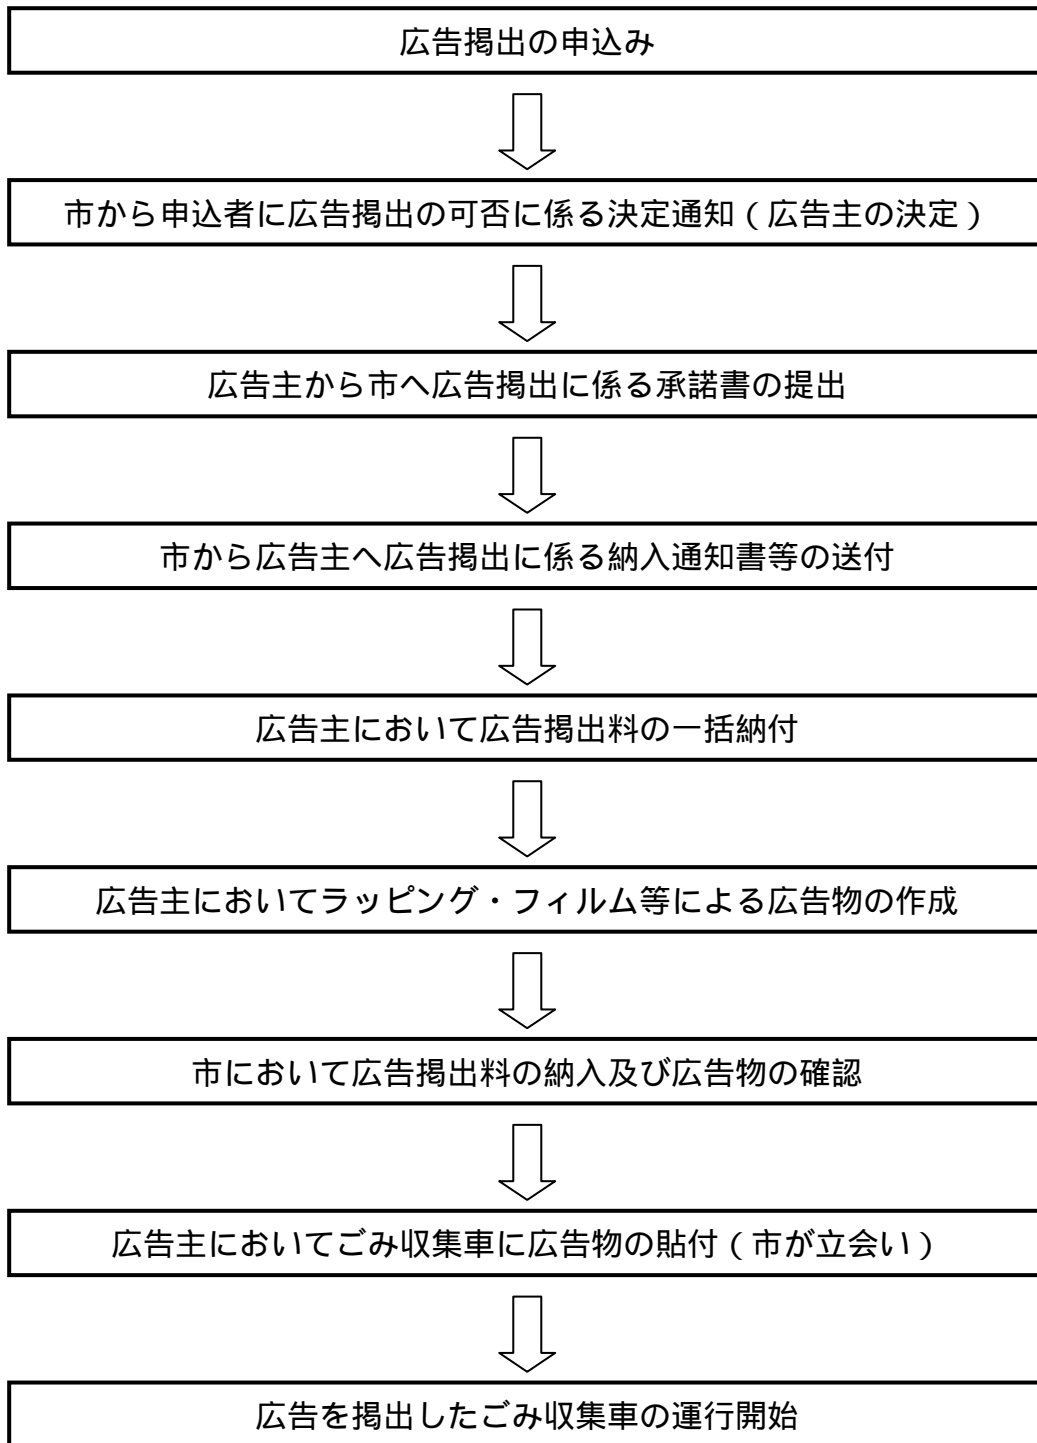 広告掲出の申込み
市から申込者に広告掲出の可否に係る決定通知（広告主の決定）
広告主から市へ広告掲出に係る承諾書の提出
市から広告主へ広告掲出に係る納入通知書等の送付
広告主において広告掲出料の一括納付
広告主においてラッピング・フィルム等による広告物の作成
市において広告掲出料の納入及び広告物の確認
広告主においてごみ収集車に広告物の貼付（市が立会い）
広告を掲出したごみ収集車の運行開始